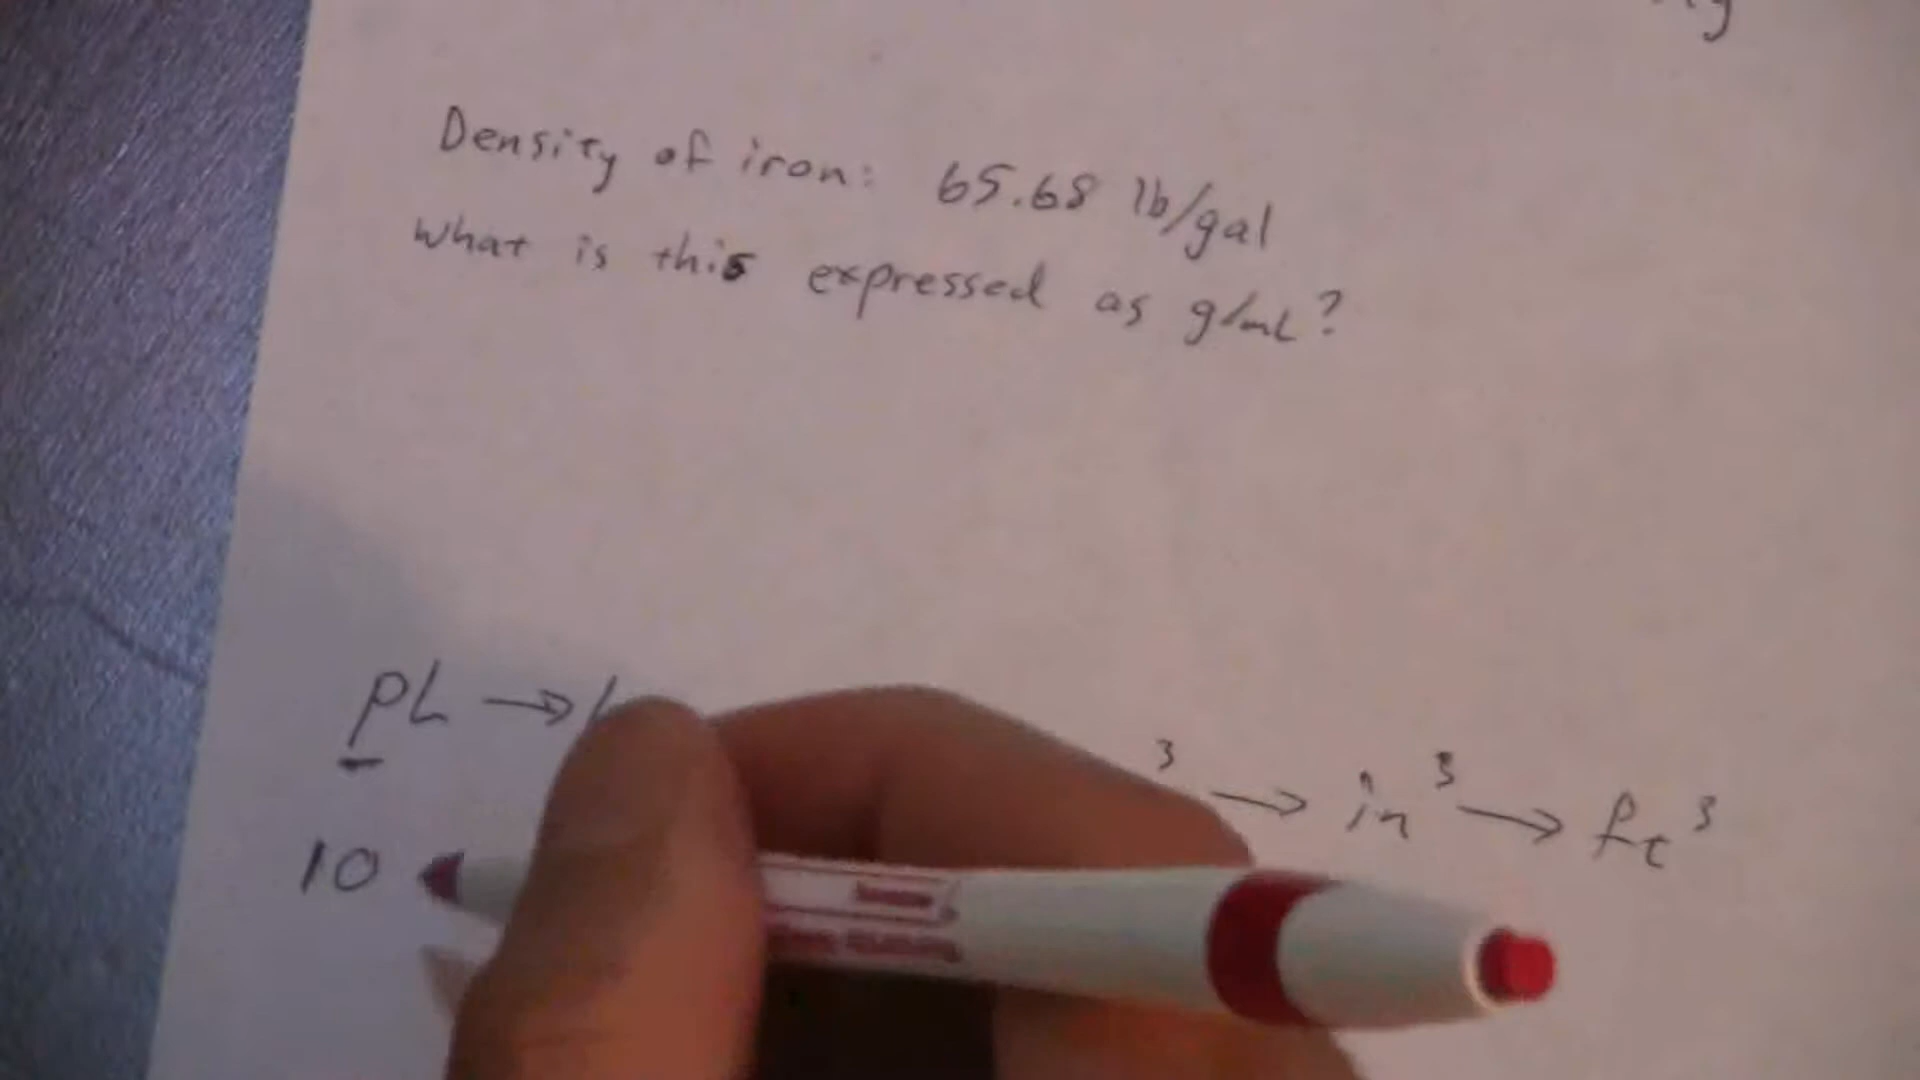 Density of iron: 65.68 lb/gal
What is this expressed as g/mL?
pL → L
3 → in³ → ft³
10